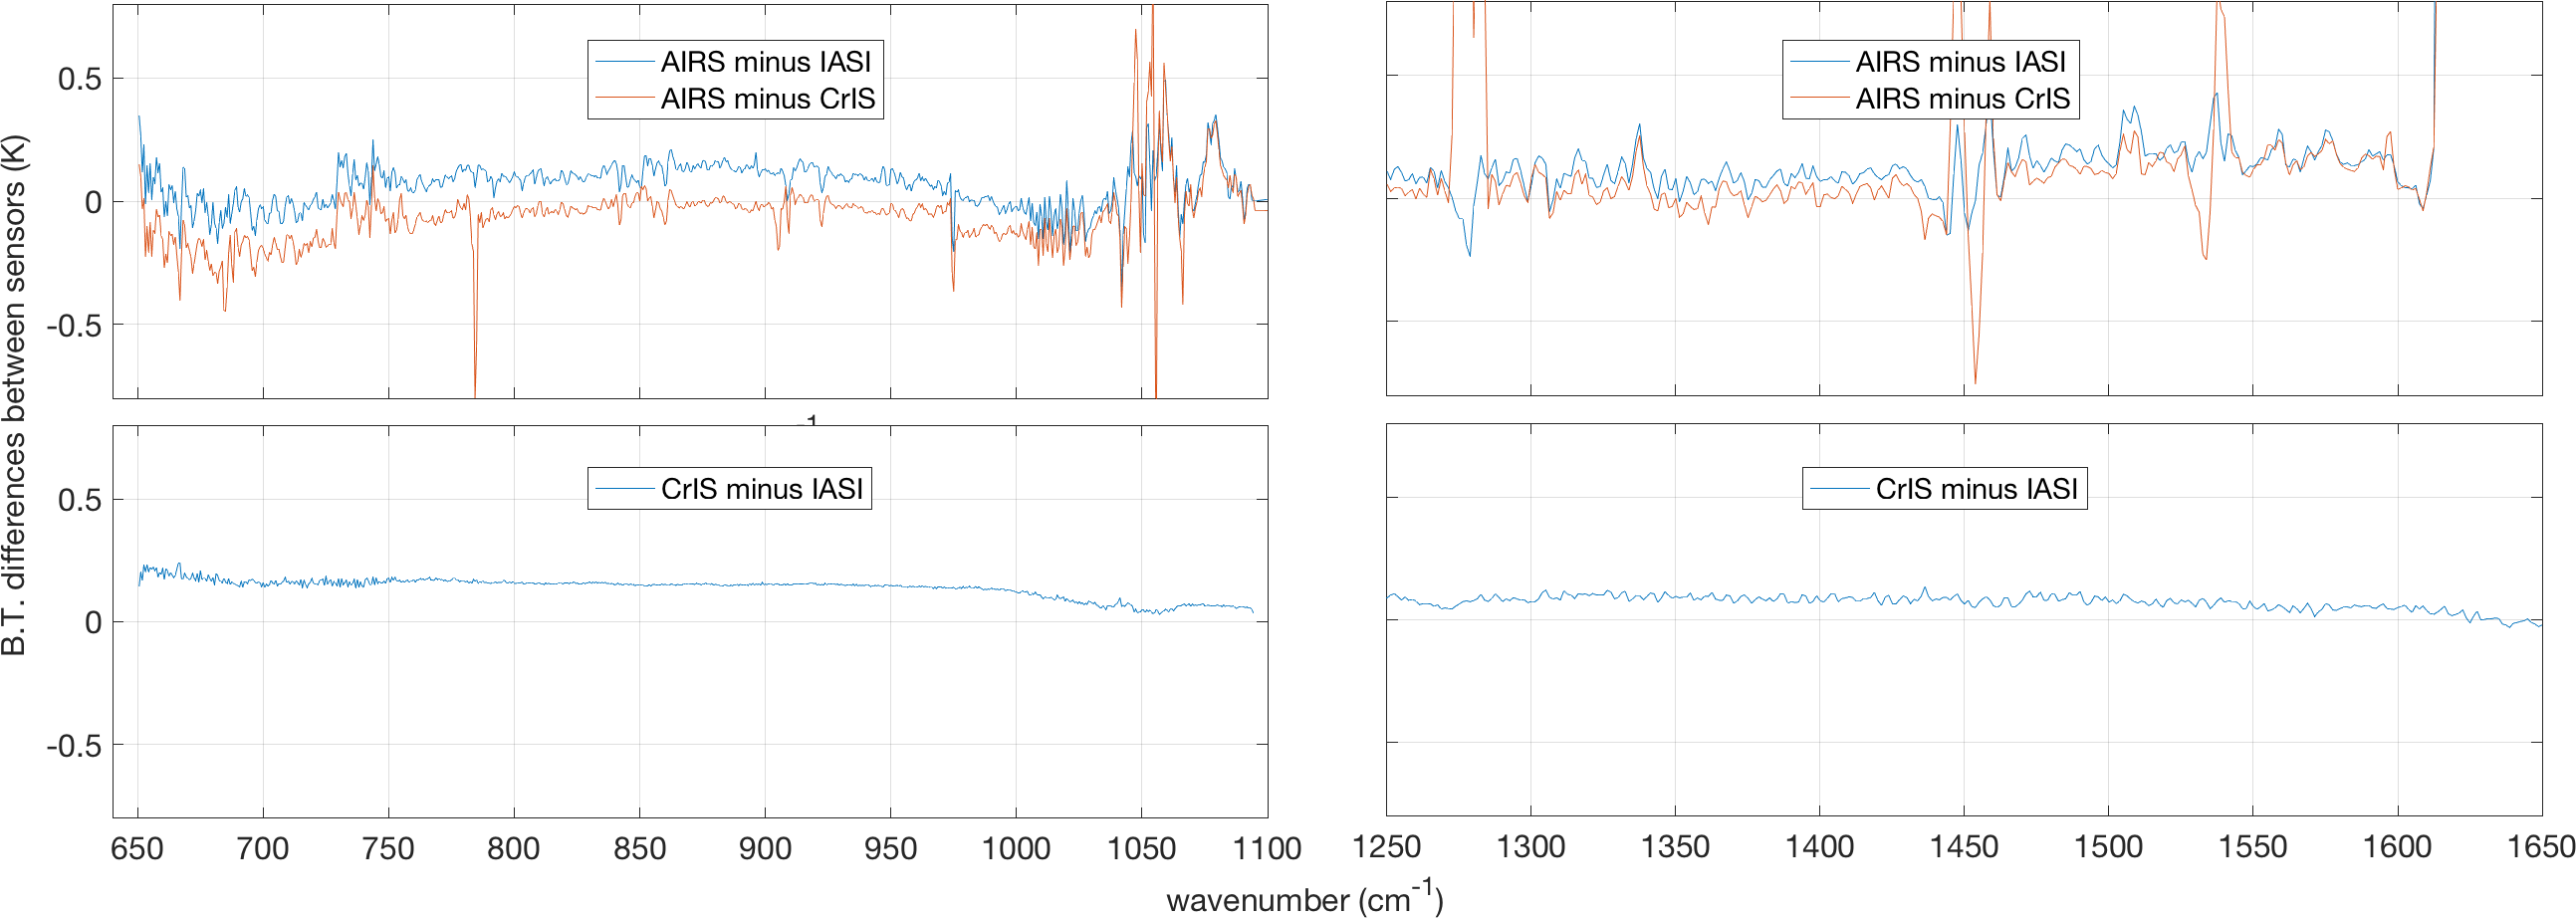 B.T. differences between sensors (K)
0.5
0
-0.5
AIRS minus IASI
AIRS minus CrIS
AIRS minus IASI
AIRS minus CrIS
-1
0.5
0
-0.5
CrIS minus IASI
CrIS minus IASI
650 700 750 800 850 900 950 1000 1050 1100
1250 1300 1350 1400 1450 1500 1550 1600 1650
wavenumber (cm⁻¹)